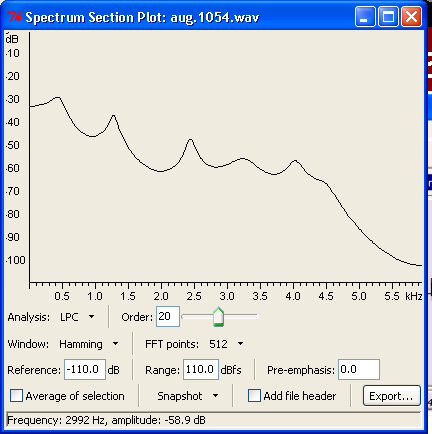 Spectrum Section Plot: aug.1054.wav
dB
-10
-20
-30
-40
-50
-60
-70
-80
-90
-100
0.5 1.0 1.5 2.0 2.5 3.0 3.5 4.0 4.5 5.0 5.5 kHz
Analysis: LPC Order: 20
Window: Hamming FFT points: 512
Reference: -110.0 dB Range: 110.0 dBfs Pre-emphasis: 0.0
Average of selection Snapshot Add file header Export...
Frequency: 2992 Hz, amplitude: -58.9 dB